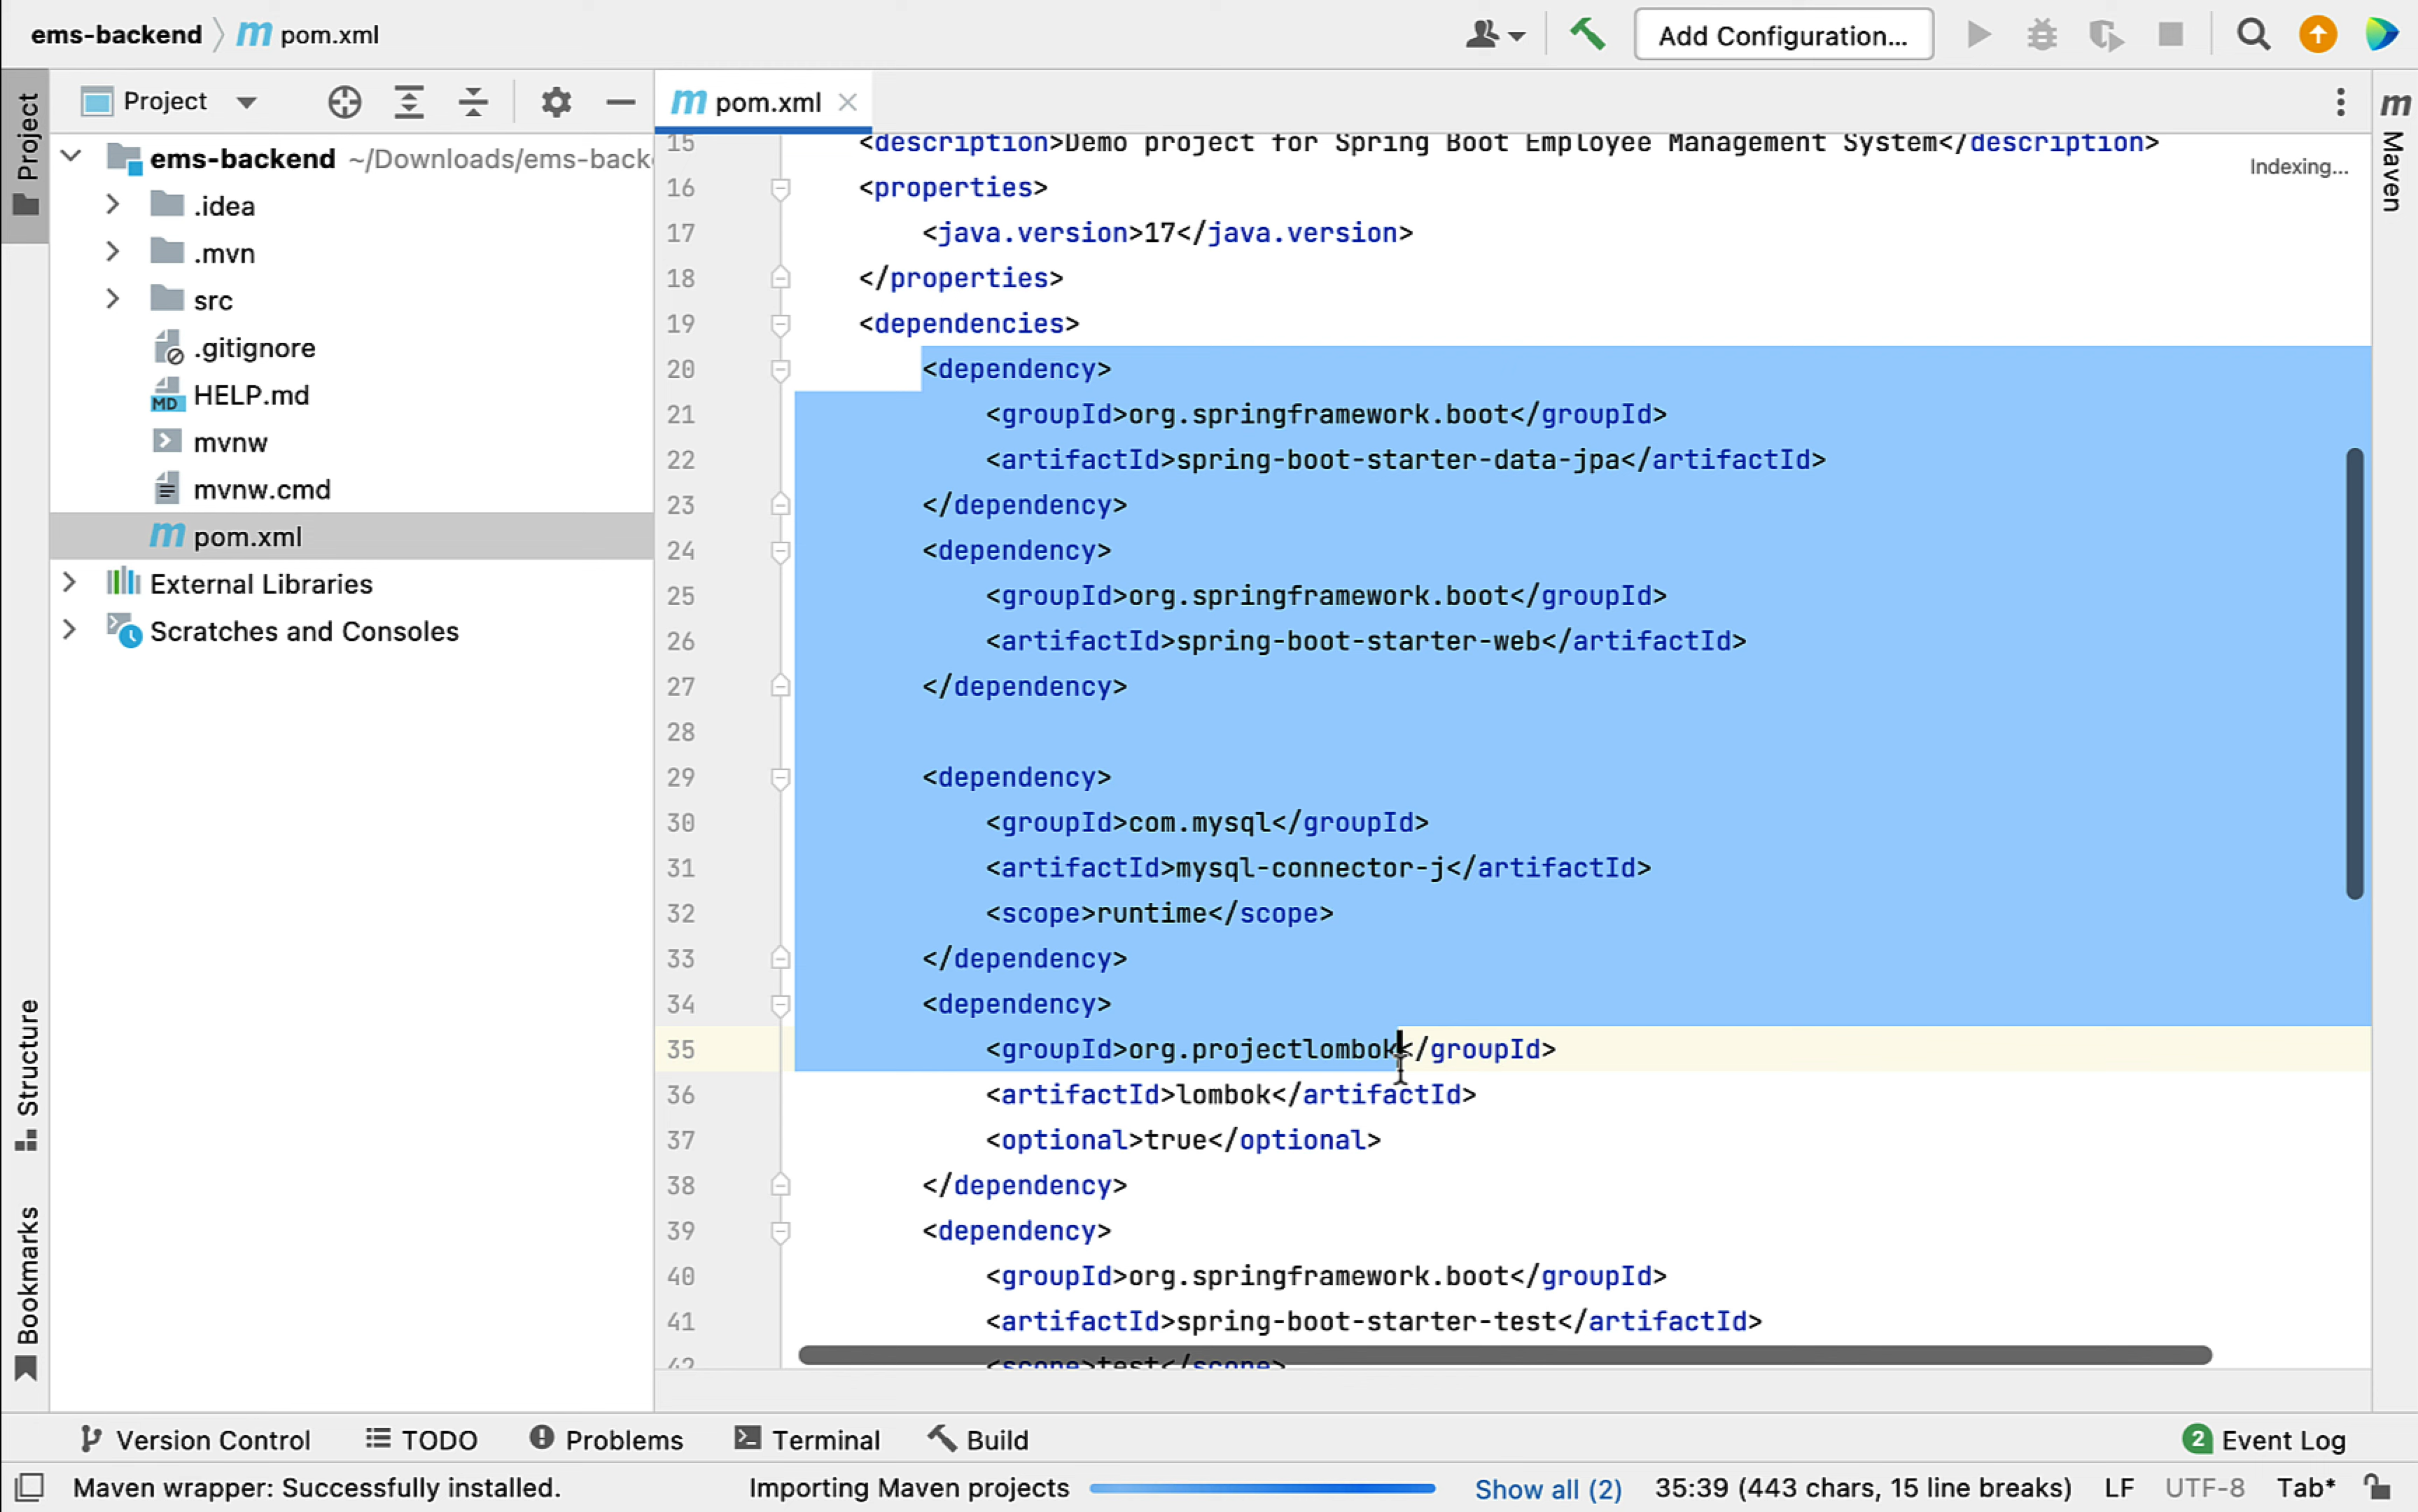 ems-backend pom.xml
Add Configuration...
Project
Project
pom.xml
m
Maven
ems-backend ~/Downloads/ems-back
.idea
.mvn
src
.gitignore
MD HELP.md
mvnw
mvnw.cmd
pom.xml
External Libraries
Scratches and Consoles
Structure
Bookmarks
Indexing...
15 <description>Demo project for Spring Boot Employee Management System</description>
16 <properties>
17 <java.version>17</java.version>
18 </properties>
19 <dependencies>
20 <dependency>
21 <groupId>org.springframework.boot</groupId>
22 <artifactId>spring-boot-starter-data-jpa</artifactId>
23 </dependency>
24 <dependency>
25 <groupId>org.springframework.boot</groupId>
26 <artifactId>spring-boot-starter-web</artifactId>
27 </dependency>
28
29 <dependency>
30 <groupId>com.mysql</groupId>
31 <artifactId>mysql-connector-j</artifactId>
32 <scope>runtime</scope>
33 </dependency>
34 <dependency>
35 <groupId>org.projectlombok</groupId>
36 <artifactId>lombok</artifactId>
37 <optional>true</optional>
38 </dependency>
39 <dependency>
40 <groupId>org.springframework.boot</groupId>
41 <artifactId>spring-boot-starter-test</artifactId>
42 <scope>test</scope>
Version Control TODO Problems Terminal Build 2 Event Log
Maven wrapper: Successfully installed. Importing Maven projects Show all (2) 35:39 (443 chars, 15 line breaks) LF UTF-8 Tab*